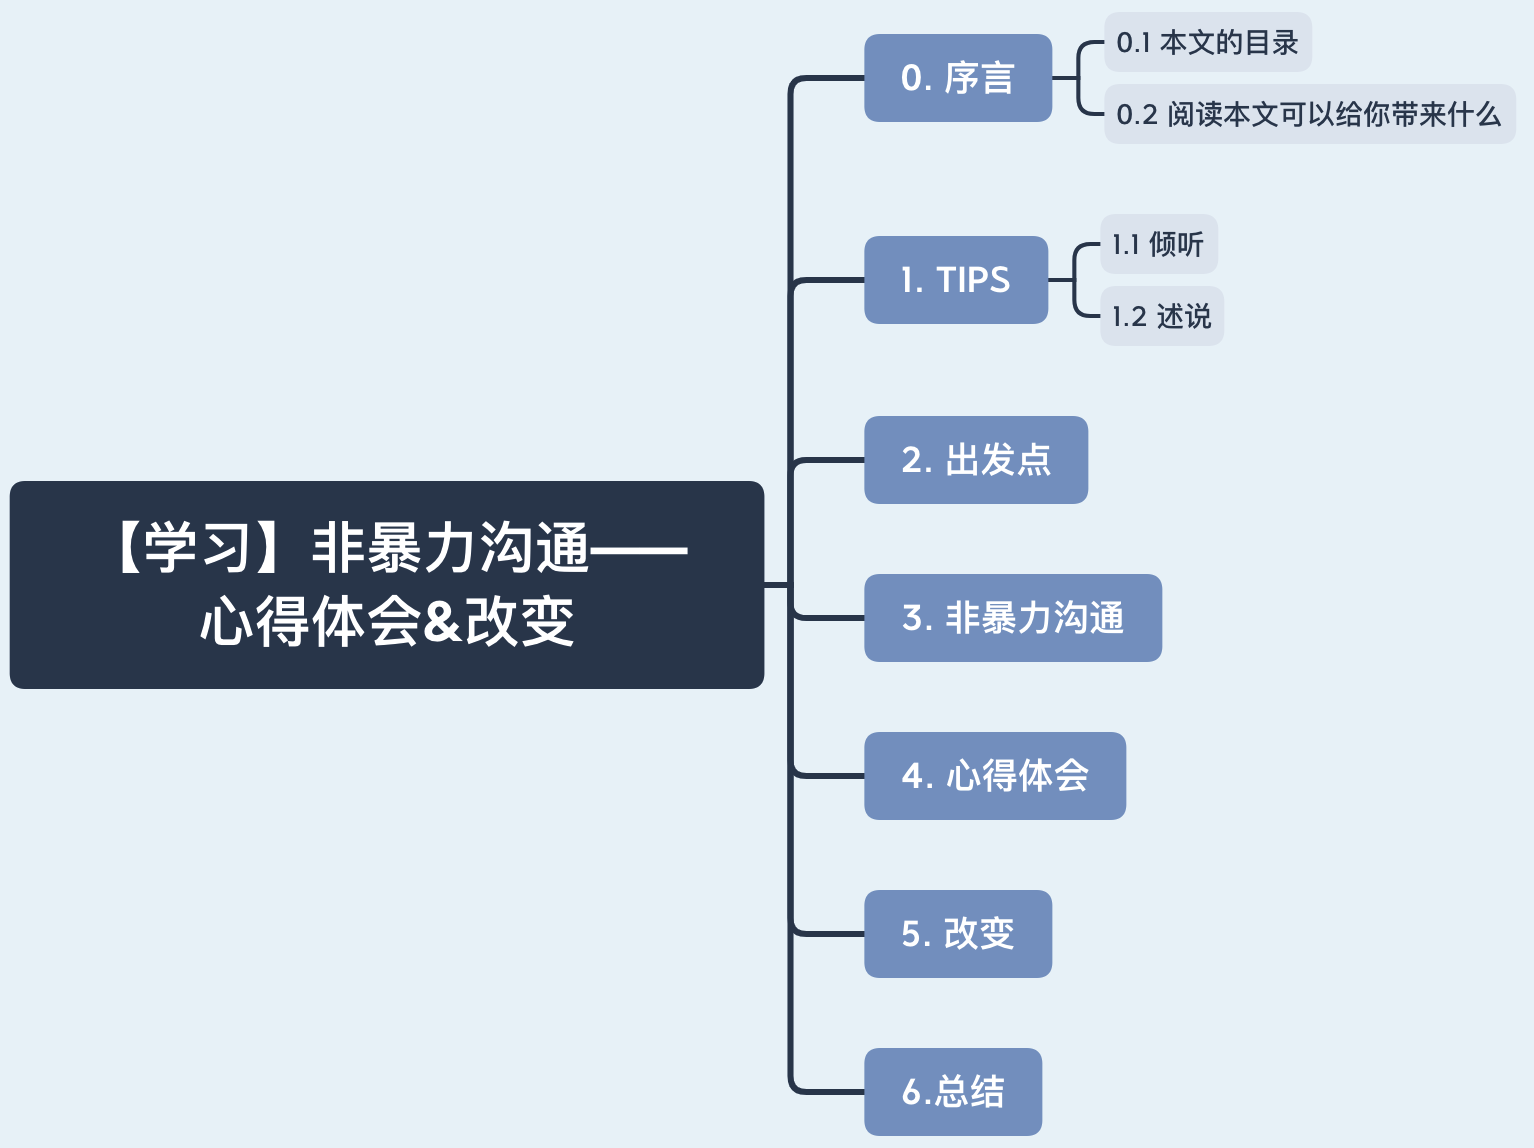 【学习】非暴力沟通——
心得体会&改变
0. 序言
0.1 本文的目录
0.2 阅读本文可以给你带来什么
1. TIPS
1.1 倾听
1.2 述说
2. 出发点
3. 非暴力沟通
4. 心得体会
5. 改变
6.总结